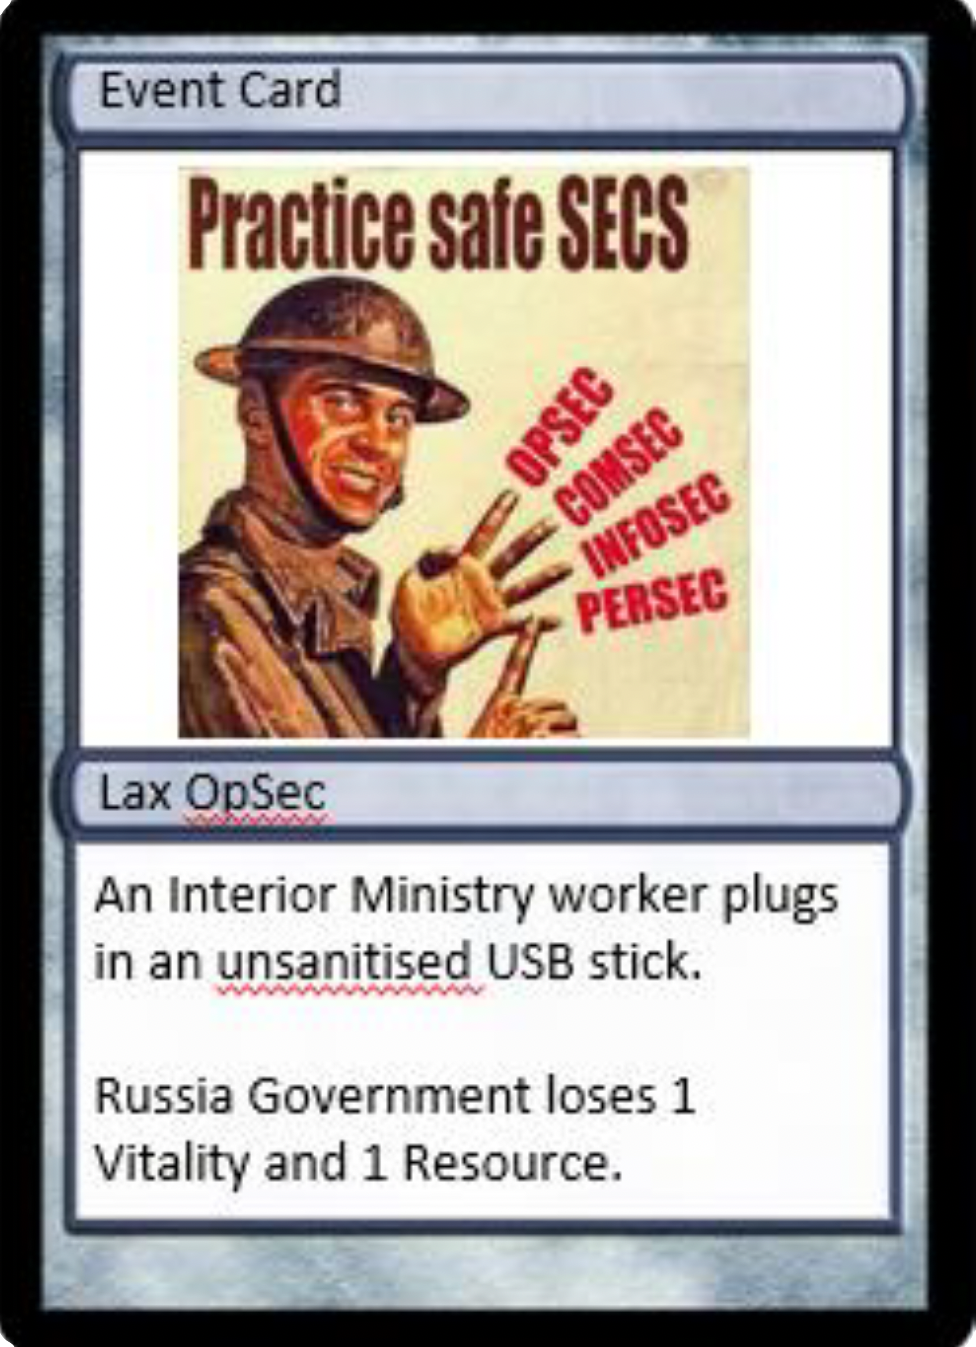 Event Card
Practice safe SECS
OPSEC
COMSEC
INFOSEC
PERSEC
Lax OpSec
An Interior Ministry worker plugs
in an unsanitised USB stick.
Russia Government loses 1
Vitality and 1 Resource.